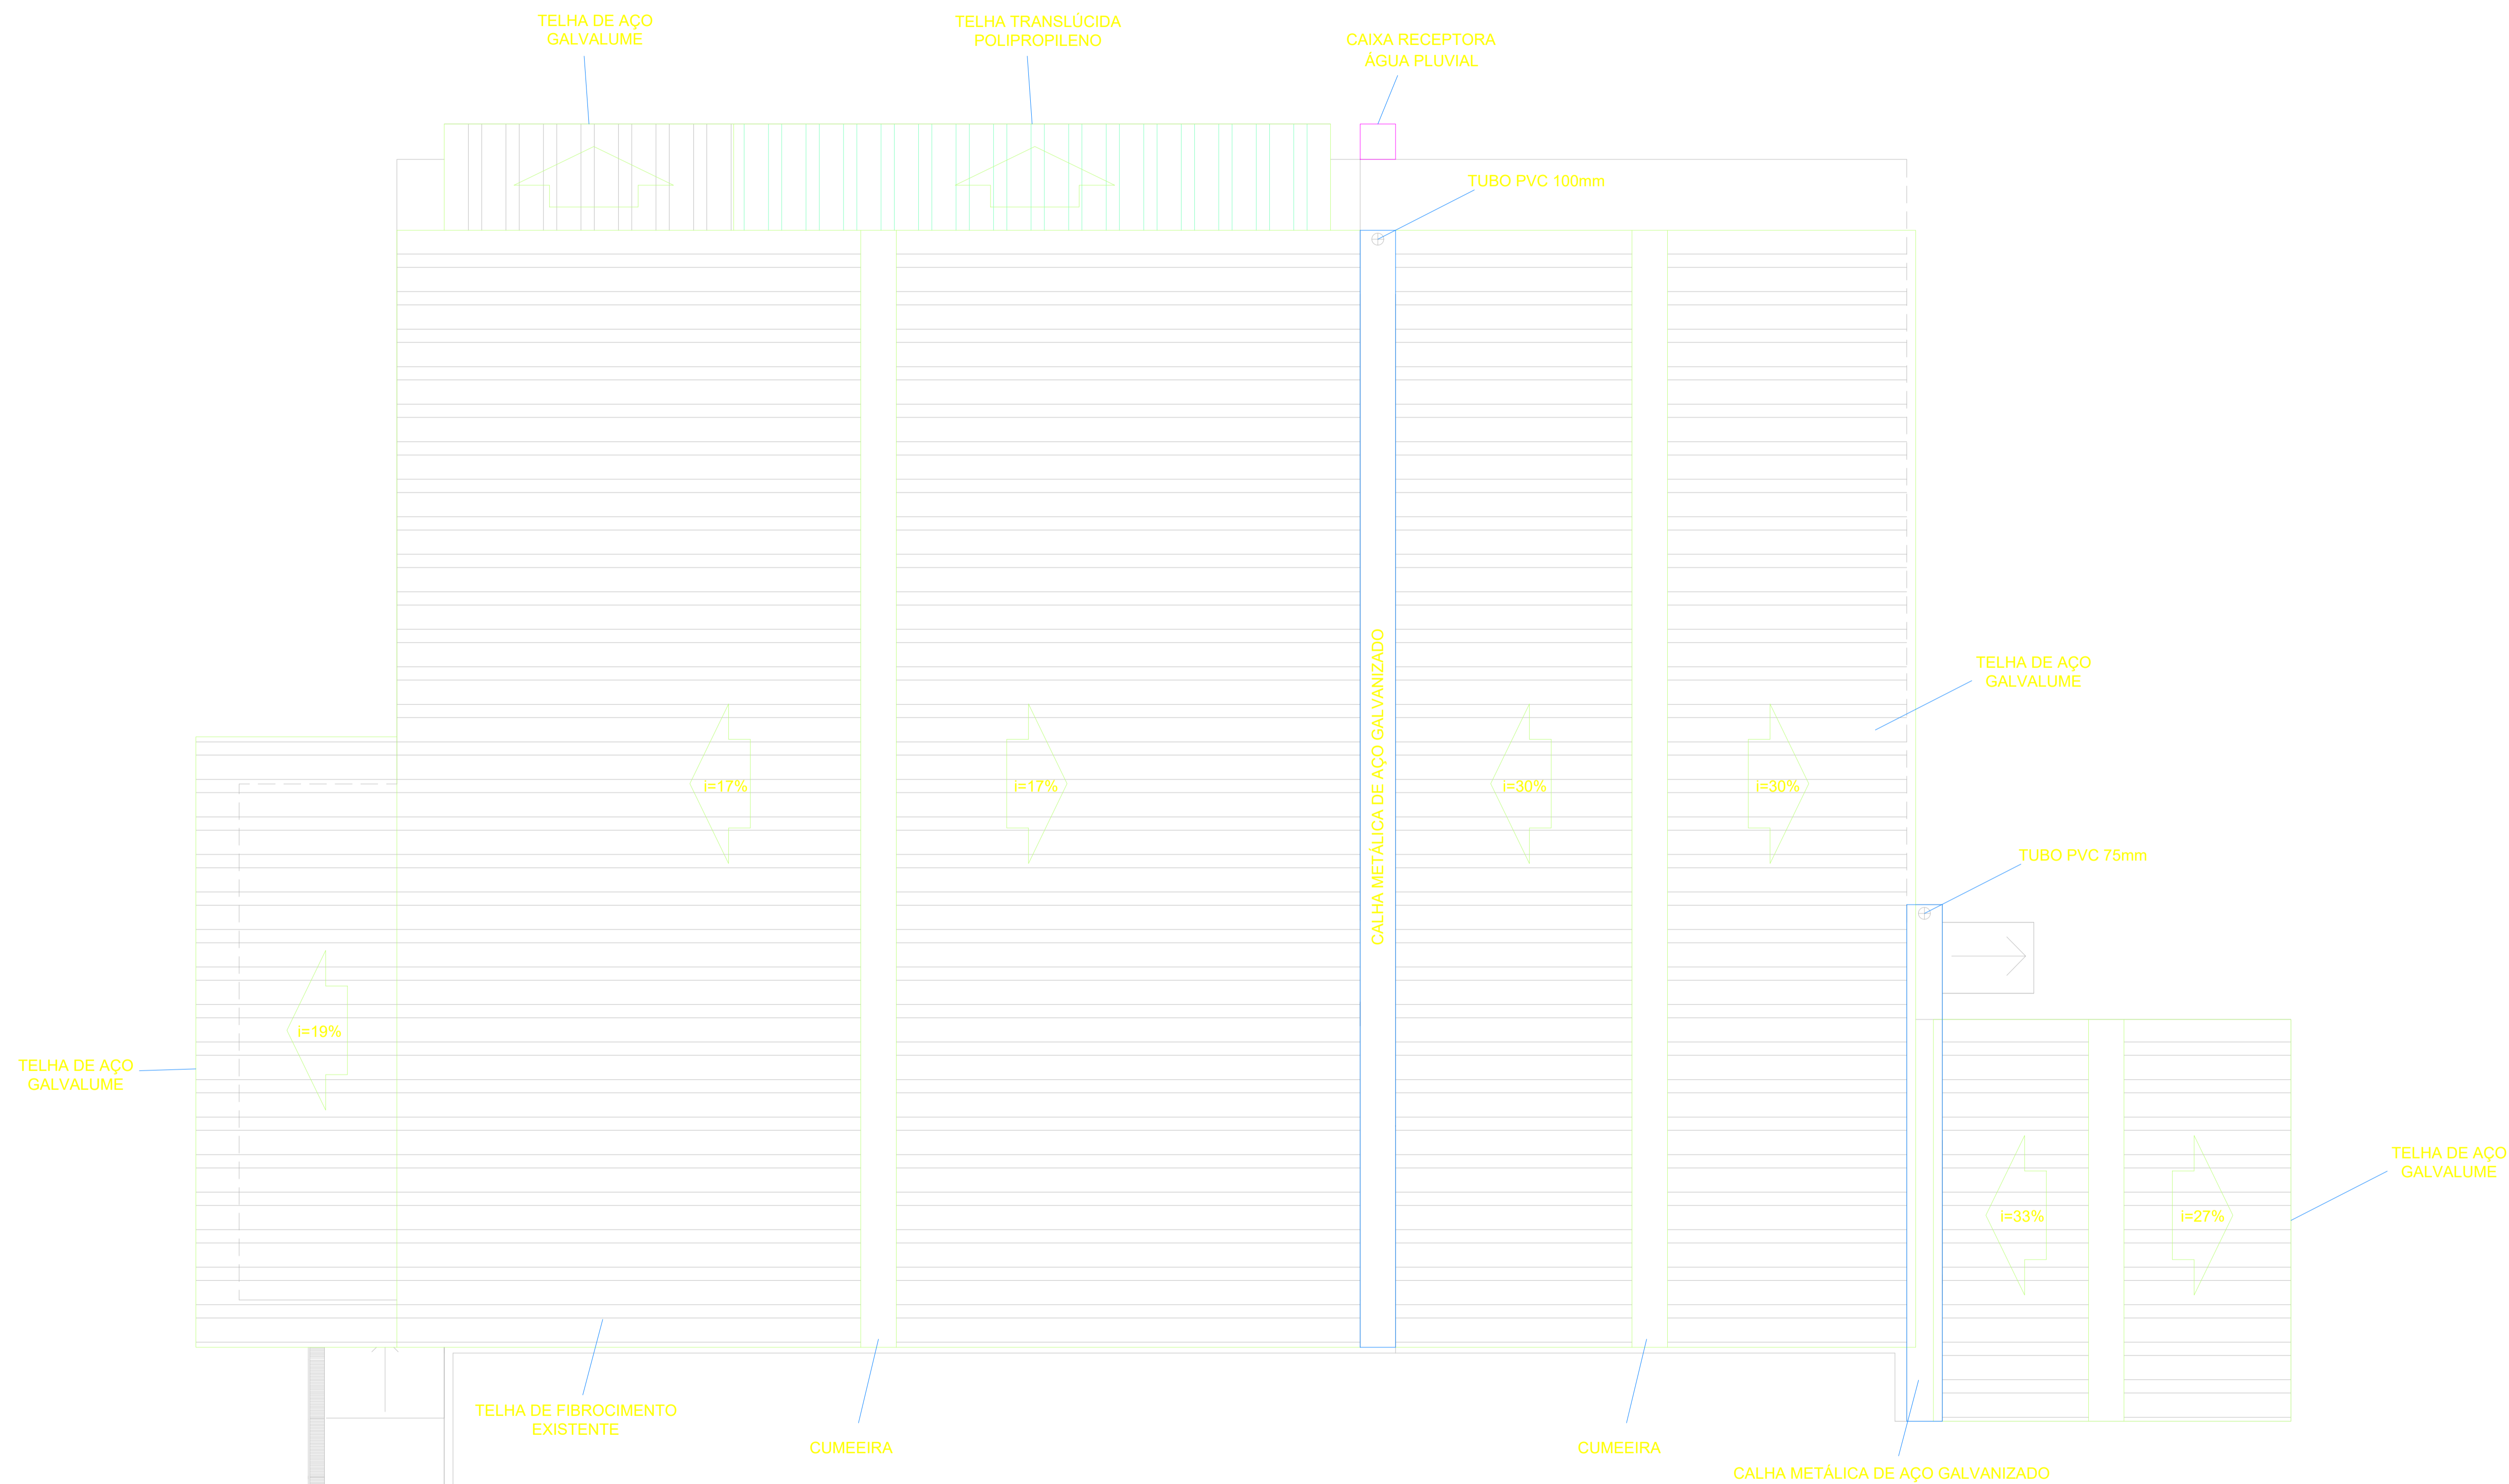 TELHA DE AÇO
GALVALUME
TELHA TRANSLÚCIDA
POLIPROPILENO
CAIXA RECEPTORA
ÁGUA PLUVIAL
TUBO PVC 100mm
CALHA METÁLICA DE AÇO GALVANIZADO
TELHA DE AÇO
GALVALUME
i=17%
i=17%
i=30%
i=30%
TUBO PVC 75mm
i=19%
TELHA DE AÇO
GALVALUME
TELHA DE AÇO
GALVALUME
i=33%
i=27%
TELHA DE FIBROCIMENTO
EXISTENTE
CUMEEIRA
CUMEEIRA
CALHA METÁLICA DE AÇO GALVANIZADO